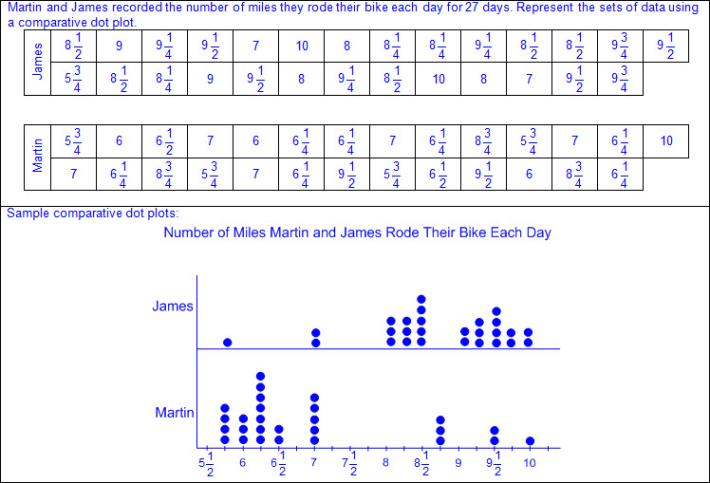 Martin and James recorded the number of miles they rode their bike each day for 27 days. Represent the sets of data using
a comparative dot plot.
James
8 1/2 9 9 1/4 9 1/2 7 10 8 8 1/4 8 1/4 9 1/4 8 1/2 8 1/2 9 3/4 9 1/2
5 3/4 8 1/2 8 1/4 9 9 1/2 8 9 1/4 8 1/2 10 8 7 9 1/2 9 3/4
Martin
5 3/4 6 6 1/2 7 6 6 1/4 6 1/4 7 6 1/4 8 3/4 5 3/4 7 6 1/4 10
7 6 1/4 8 3/4 5 3/4 7 6 1/4 9 1/2 5 3/4 6 1/2 9 1/2 6 8 3/4 6 1/4
Sample comparative dot plots:
Number of Miles Martin and James Rode Their Bike Each Day
James
Martin
5 1/2 6 6 1/2 7 7 1/2 8 8 1/2 9 9 1/2 10